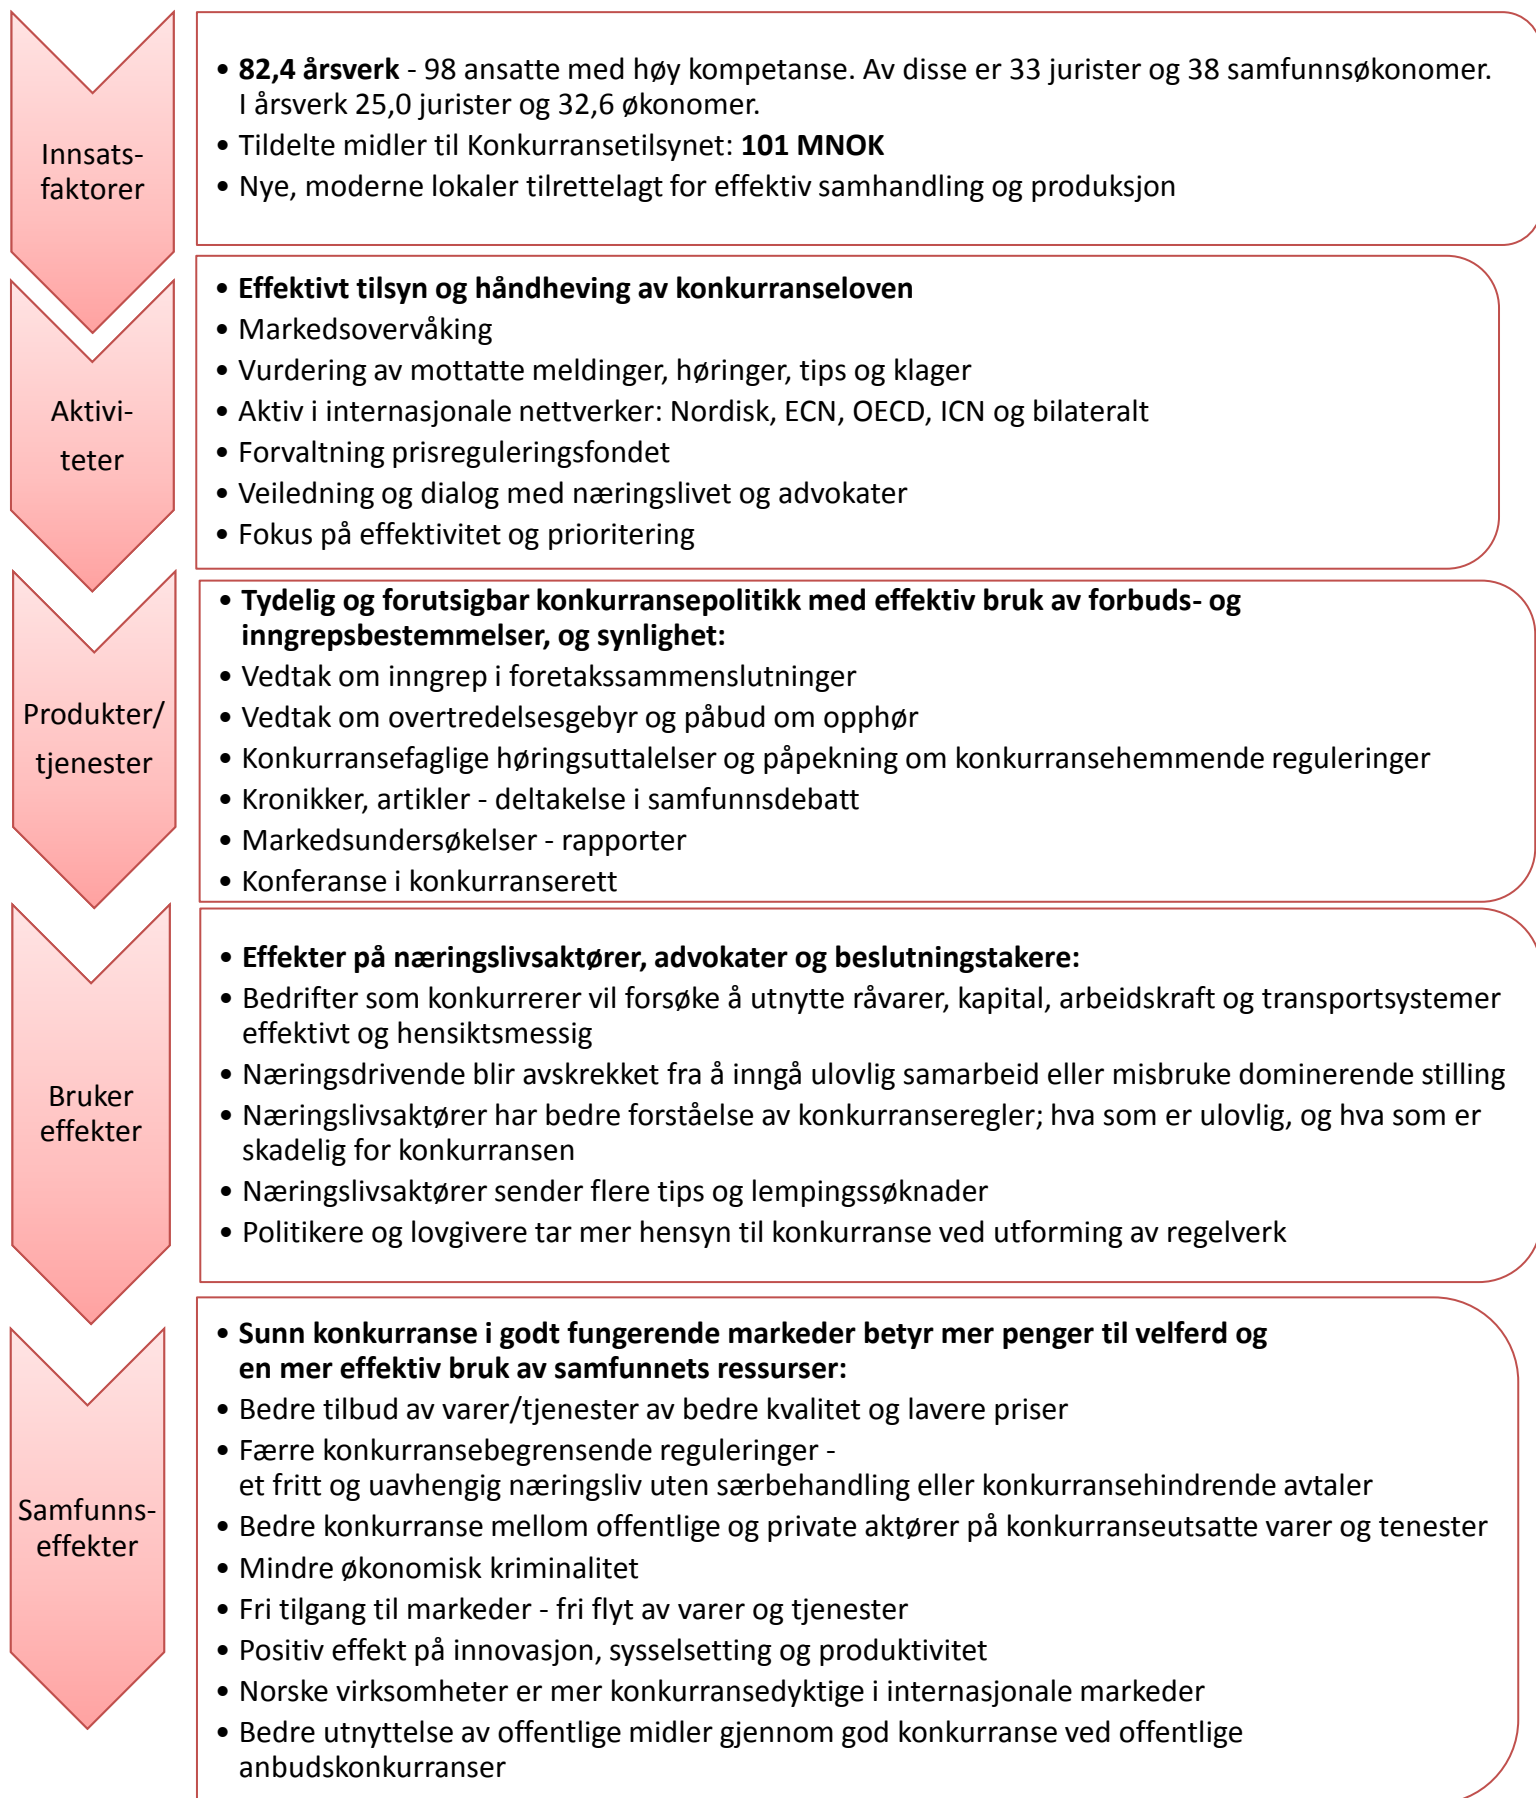 Innsats-
faktorer
• 82,4 årsverk - 98 ansatte med høy kompetanse. Av disse er 33 jurister og 38 samfunnsøkonomer.
I årsverk 25,0 jurister og 32,6 økonomer.
• Tildelte midler til Konkurransetilsynet: 101 MNOK
• Nye, moderne lokaler tilrettelagt for effektiv samhandling og produksjon
Aktivi-
teter
• Effektivt tilsyn og håndheving av konkurranseloven
• Markedsovervåking
• Vurdering av mottatte meldinger, høringer, tips og klager
• Aktiv i internasjonale nettverker: Nordisk, ECN, OECD, ICN og bilateralt
• Forvaltning prisreguleringsfondet
• Veiledning og dialog med næringslivet og advokater
• Fokus på effektivitet og prioritering
Produkter/
tjenester
• Tydelig og forutsigbar konkurransepolitikk med effektiv bruk av forbuds- og
inngrepsbestemmelser, og synlighet:
• Vedtak om inngrep i foretakssammenslutninger
• Vedtak om overtredelsesgebyr og påbud om opphør
• Konkurransefaglige høringsuttalelser og påpekning om konkurransehemmende reguleringer
• Kronikker, artikler - deltakelse i samfunnsdebatt
• Markedsundersøkelser - rapporter
• Konferanse i konkurranserett
Bruker
effekter
• Effekter på næringslivsaktører, advokater og beslutningstakere:
• Bedrifter som konkurrerer vil forsøke å utnytte råvarer, kapital, arbeidskraft og transportsystemer
effektivt og hensiktsmessig
• Næringsdrivende blir avskrekket fra å inngå ulovlig samarbeid eller misbruke dominerende stilling
• Næringslivsaktører har bedre forståelse av konkurranseregler; hva som er ulovlig, og hva som er
skadelig for konkurransen
• Næringslivsaktører sender flere tips og lempingssøknader
• Politikere og lovgivere tar mer hensyn til konkurranse ved utforming av regelverk
Samfunns-
effekter
• Sunn konkurranse i godt fungerende markeder betyr mer penger til velferd og
en mer effektiv bruk av samfunnets ressurser:
• Bedre tilbud av varer/tjenester av bedre kvalitet og lavere priser
• Færre konkurransebegrensende reguleringer -
et fritt og uavhengig næringsliv uten særbehandling eller konkurransehindrende avtaler
• Bedre konkurranse mellom offentlige og private aktører på konkurranseutsatte varer og tenester
• Mindre økonomisk kriminalitet
• Fri tilgang til markeder - fri flyt av varer og tjenester
• Positiv effekt på innovasjon, sysselsetting og produktivitet
• Norske virksomheter er mer konkurransedyktige i internasjonale markeder
• Bedre utnyttelse av offentlige midler gjennom god konkurranse ved offentlige
anbudskonkurranser